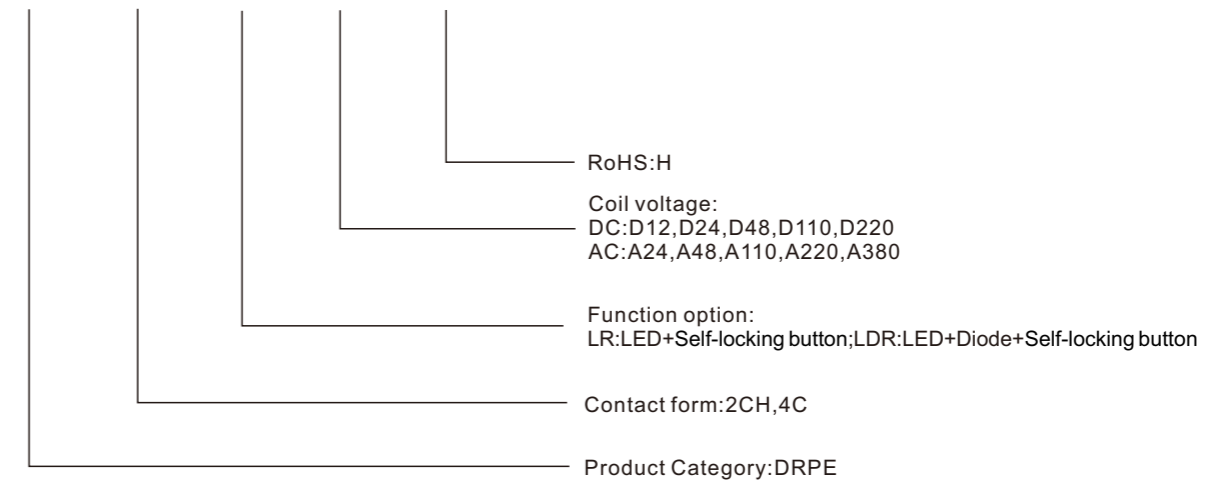 RoHS:H
Coil voltage:
DC:D12,D24,D48,D110,D220
AC:A24,A48,A110,A220,A380
Function option:
LR:LED+Self-locking button;LDR:LED+Diode+Self-locking button
Contact form:2CH,4C
Product Category:DRPE